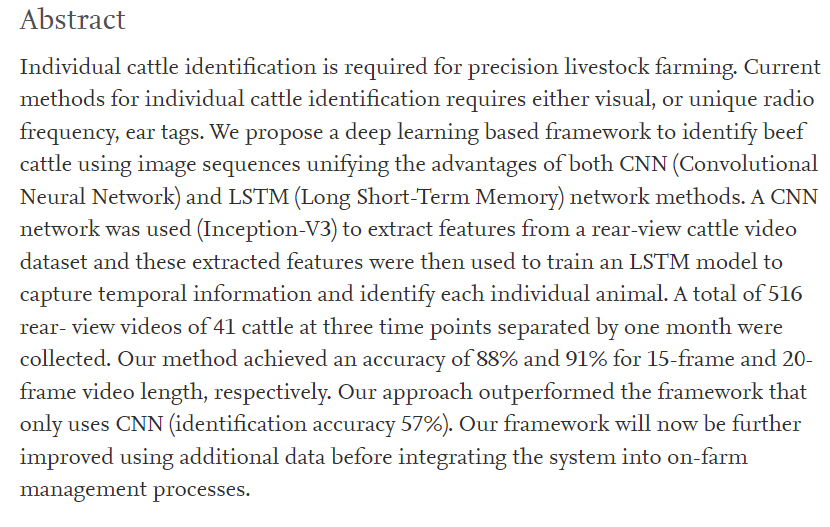 Abstract
Individual cattle identification is required for precision livestock farming. Current
methods for individual cattle identification requires either visual, or unique radio
frequency, ear tags. We propose a deep learning based framework to identify beef
cattle using image sequences unifying the advantages of both CNN (Convolutional
Neural Network) and LSTM (Long Short-Term Memory) network methods. A CNN
network was used (Inception-V3) to extract features from a rear-view cattle video
dataset and these extracted features were then used to train an LSTM model to
capture temporal information and identify each individual animal. A total of 516
rear- view videos of 41 cattle at three time points separated by one month were
collected. Our method achieved an accuracy of 88% and 91% for 15-frame and 20-
frame video length, respectively. Our approach outperformed the framework that
only uses CNN (identification accuracy 57%). Our framework will now be further
improved using additional data before integrating the system into on-farm
management processes.